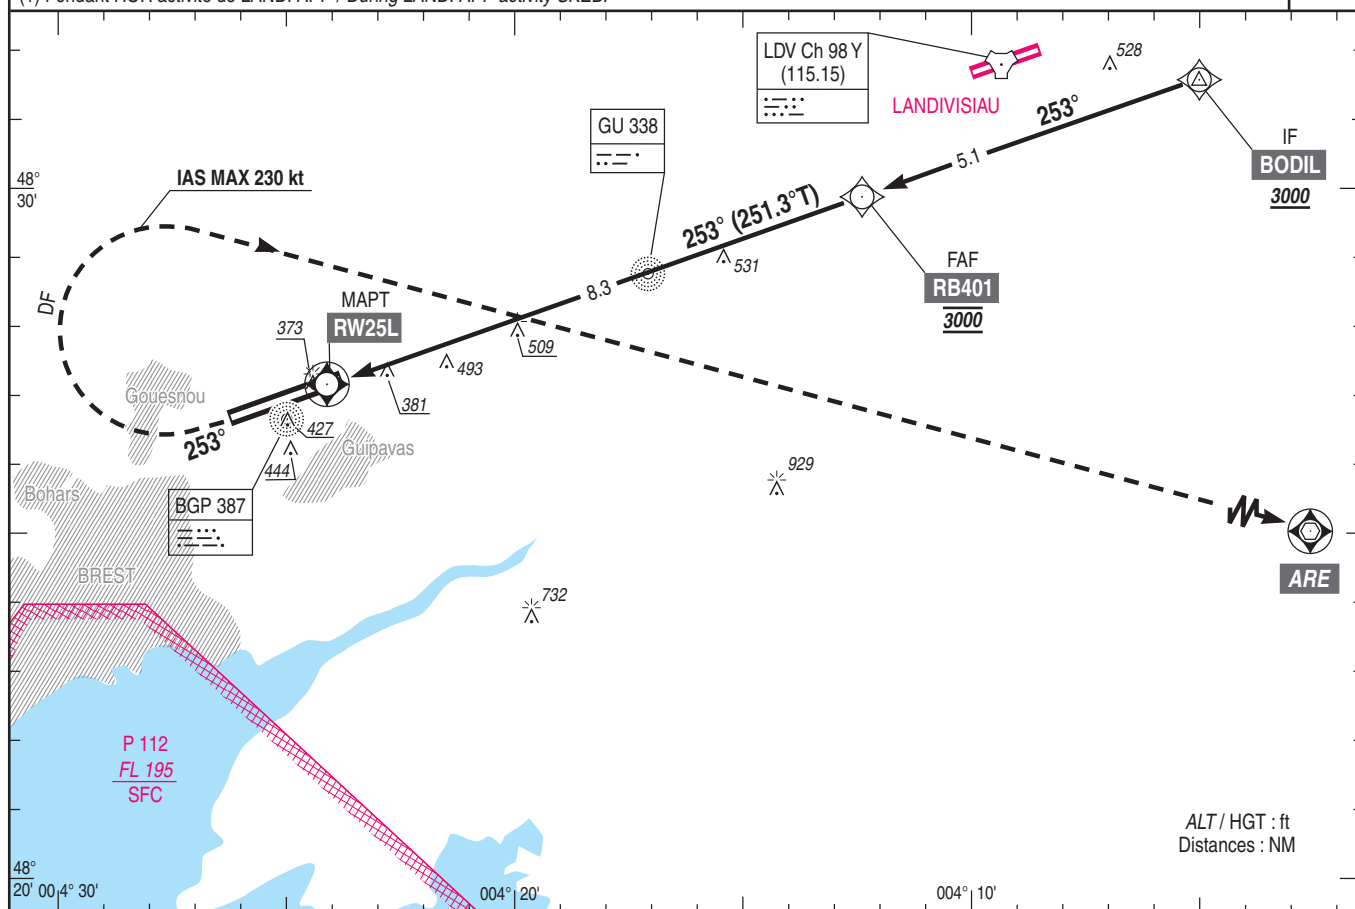 LDV Ch 98 Y
(115.15)
528
LANDIVISIAU
253°
GU 338
IF
BODIL
3000
5.1
48°
30'
IAS MAX 230 kt
253° (251.3°T)
531
FAF
RB401
3000
8.3
DF
MAPT
RW25L
373
509
493
381
Gouesnou
427
253°
Guipavas
444
929
Bohars
BGP 387
BREST
ARE
732
P 112
FL 195
SFC
ALT / HGT : ft
Distances : NM
48°
20' 004° 30'
004° 20'
004° 10'